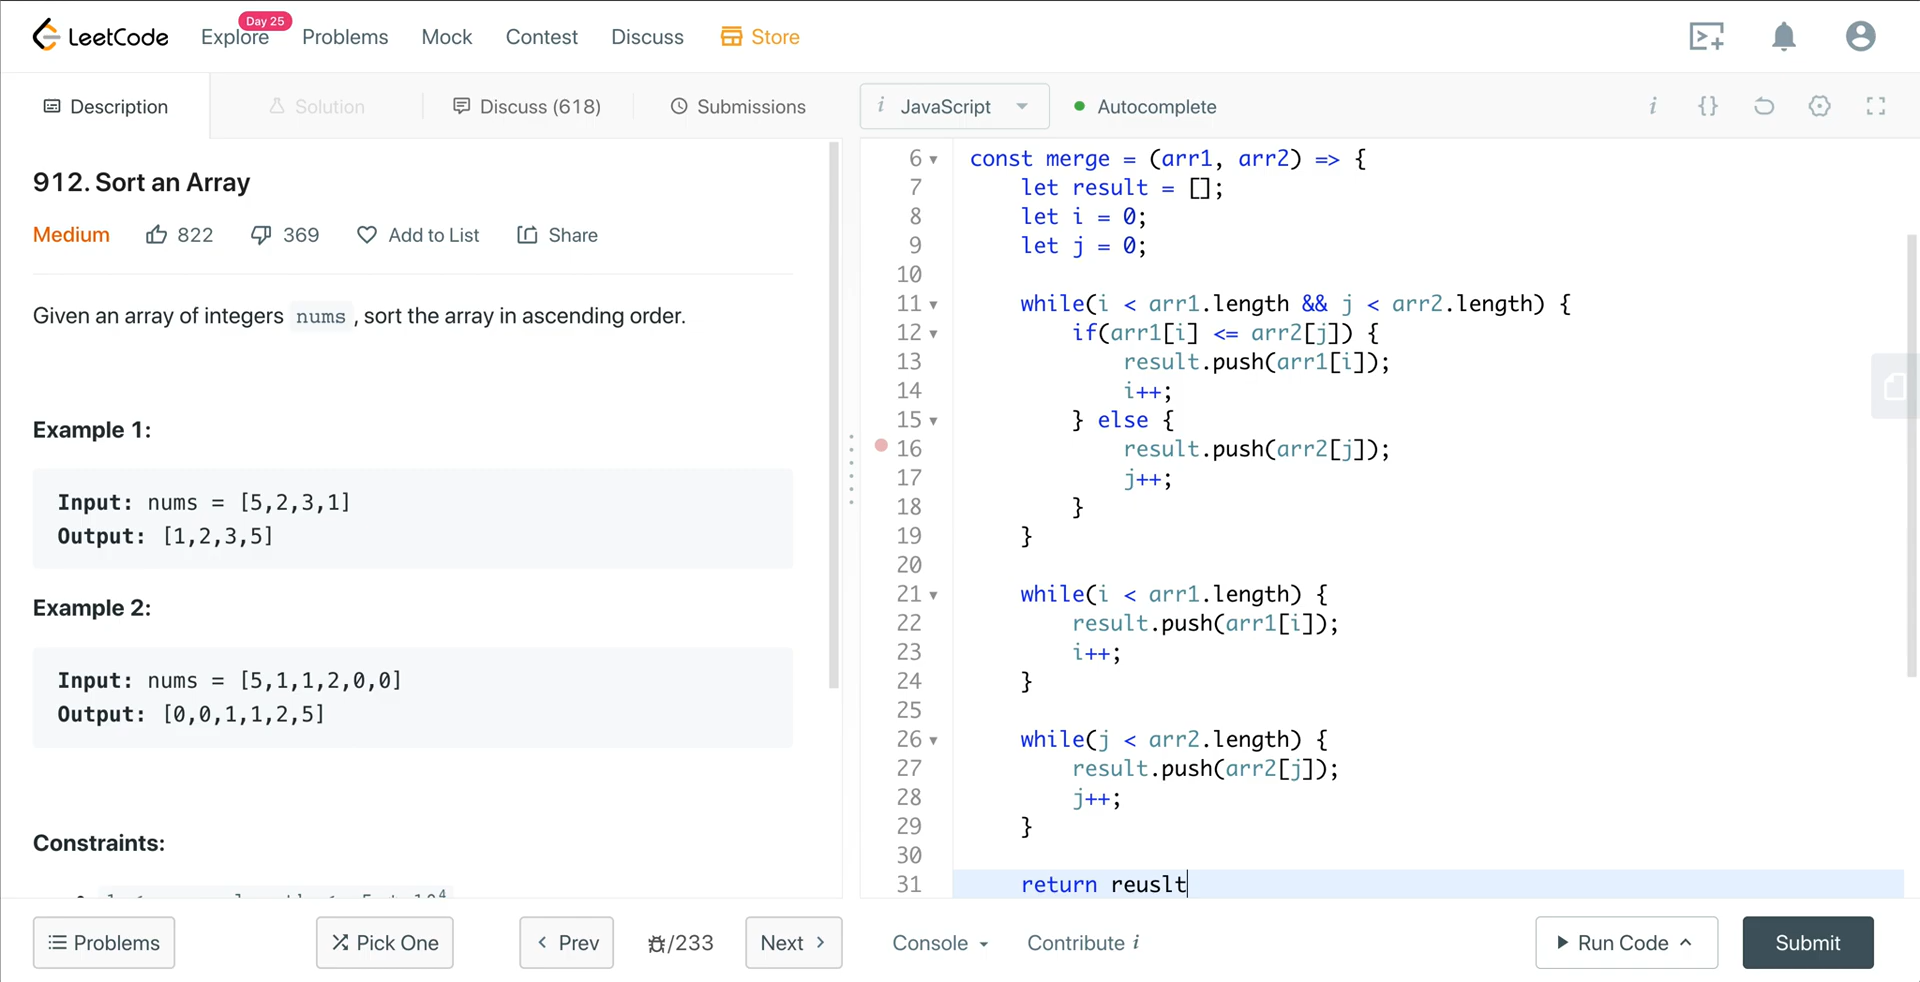 LeetCode
Explore
Day 25
Problems
Mock
Contest
Discuss
Store
Description
Solution
Discuss (618)
Submissions
i JavaScript
Autocomplete
i {}
912. Sort an Array
Medium
822
369
Add to List
Share
Given an array of integers nums , sort the array in ascending order.
Example 1:
Input: nums = [5,2,3,1]
Output: [1,2,3,5]
Example 2:
Input: nums = [5,1,1,2,0,0]
Output: [0,0,1,1,2,5]
Constraints:
6 const merge = (arr1, arr2) => {
7 let result = [];
8 let i = 0;
9 let j = 0;
10
11 while(i < arr1.length && j < arr2.length) {
12 if(arr1[i] <= arr2[j]) {
13 result.push(arr1[i]);
14 i++;
15 } else {
16 result.push(arr2[j]);
17 j++;
18 }
19 }
20
21 while(i < arr1.length) {
22 result.push(arr1[i]);
23 i++;
24 }
25
26 while(j < arr2.length) {
27 result.push(arr2[j]);
28 j++;
29 }
30
31 return reuslt
Problems
Pick One
Prev
/233
Next
Console
Contribute i
Run Code
Submit